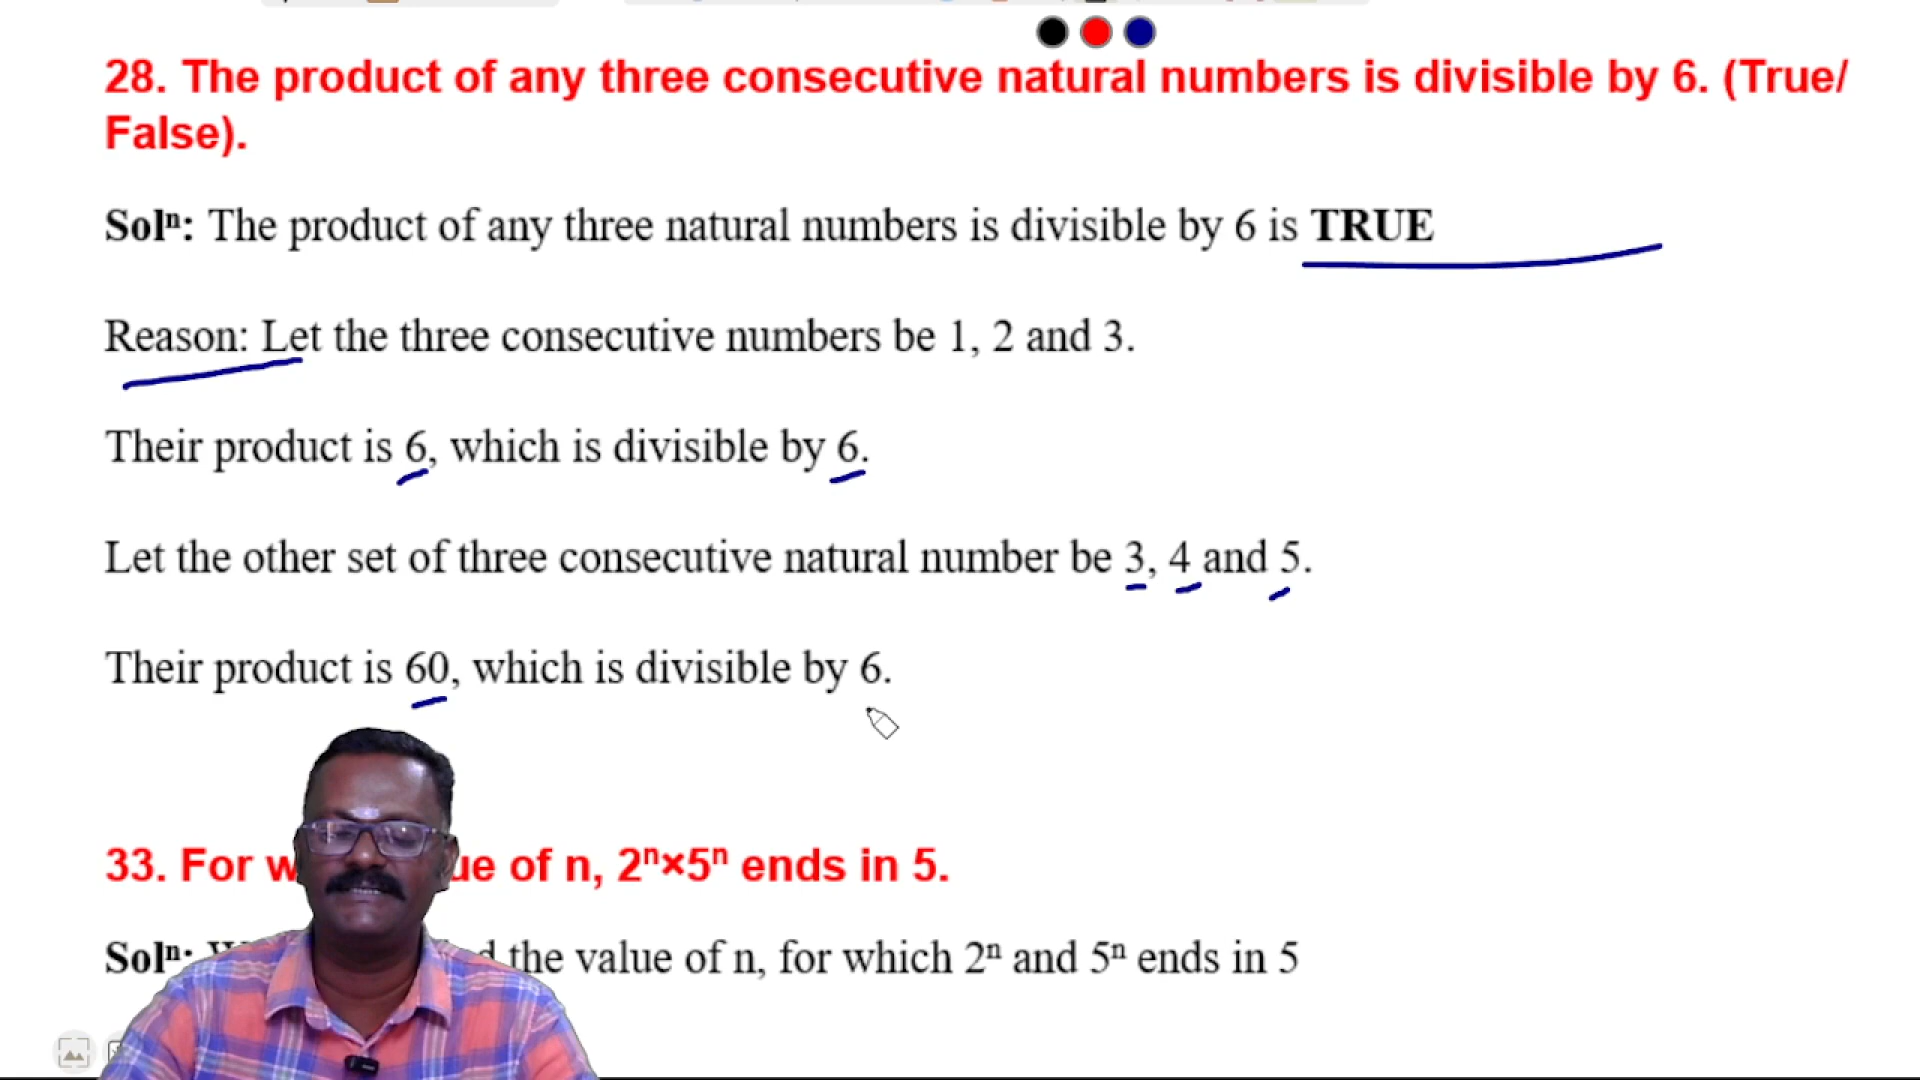 28. The product of any three consecutive natural numbers is divisible by 6. (True/
False).
Solⁿ: The product of any three natural numbers is divisible by 6 is TRUE
Reason: Let the three consecutive numbers be 1, 2 and 3.
Their product is 6, which is divisible by 6.
Let the other set of three consecutive natural number be 3, 4 and 5.
Their product is 60, which is divisible by 6.
33. For of n, 2ⁿ×5ⁿ ends in 5.
Solⁿ: the value of n, for which 2ⁿ and 5ⁿ ends in 5